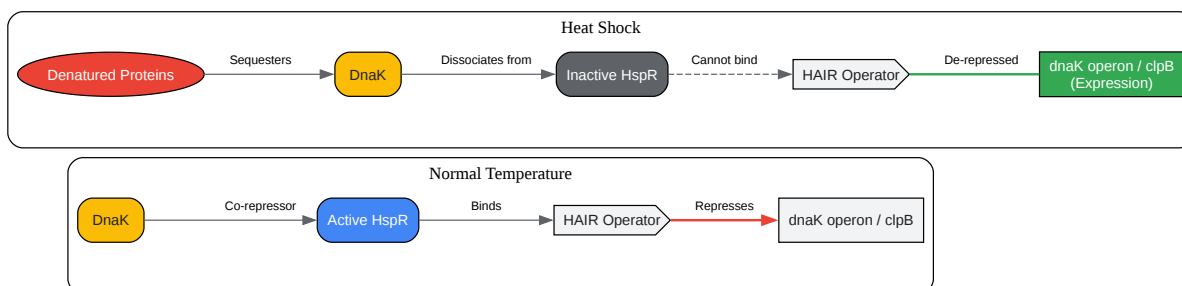 Heat Shock
Denatured Proteins
Sequesters
DnaK
Dissociates from
Inactive HspR
Cannot bind
HAIR Operator
De-repressed
dnaK operon / clpB
(Expression)
Normal Temperature
DnaK
Co-repressor
Active HspR
Binds
HAIR Operator
Represses
dnaK operon / clpB